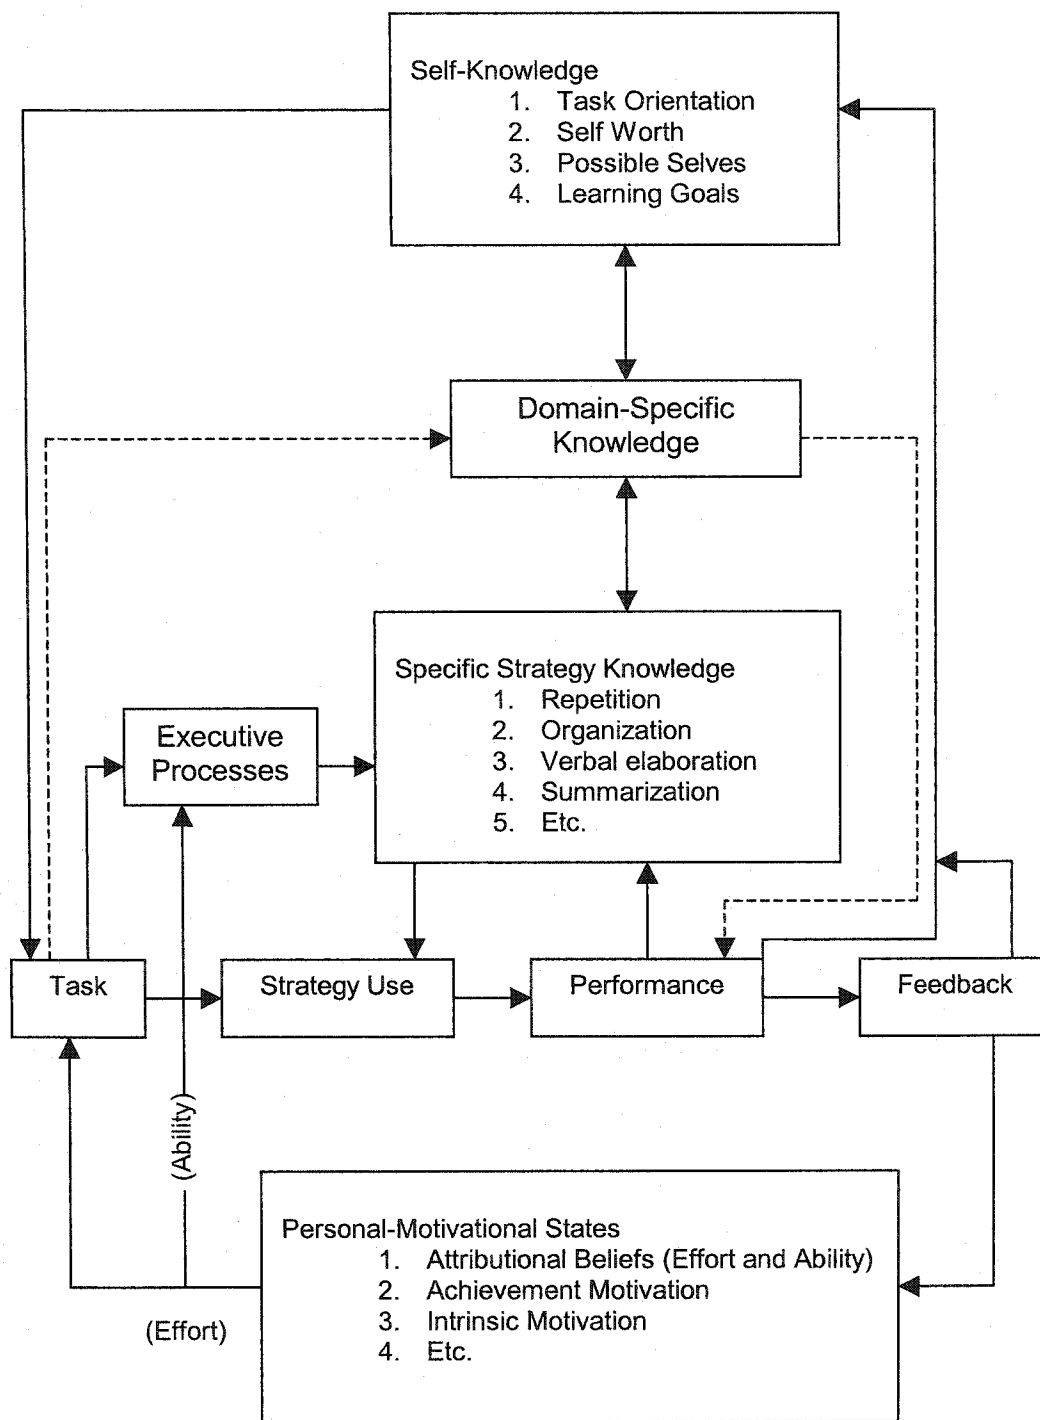 Self-Knowledge
1. Task Orientation
2. Self Worth
3. Possible Selves
4. Learning Goals
Domain-Specific
Knowledge
Specific Strategy Knowledge
1. Repetition
2. Organization
3. Verbal elaboration
4. Summarization
5. Etc.
Executive
Processes
Task
Strategy Use
Performance
Feedback
(Ability)
Personal-Motivational States
1. Attributional Beliefs (Effort and Ability)
2. Achievement Motivation
3. Intrinsic Motivation
4. Etc.
(Effort)